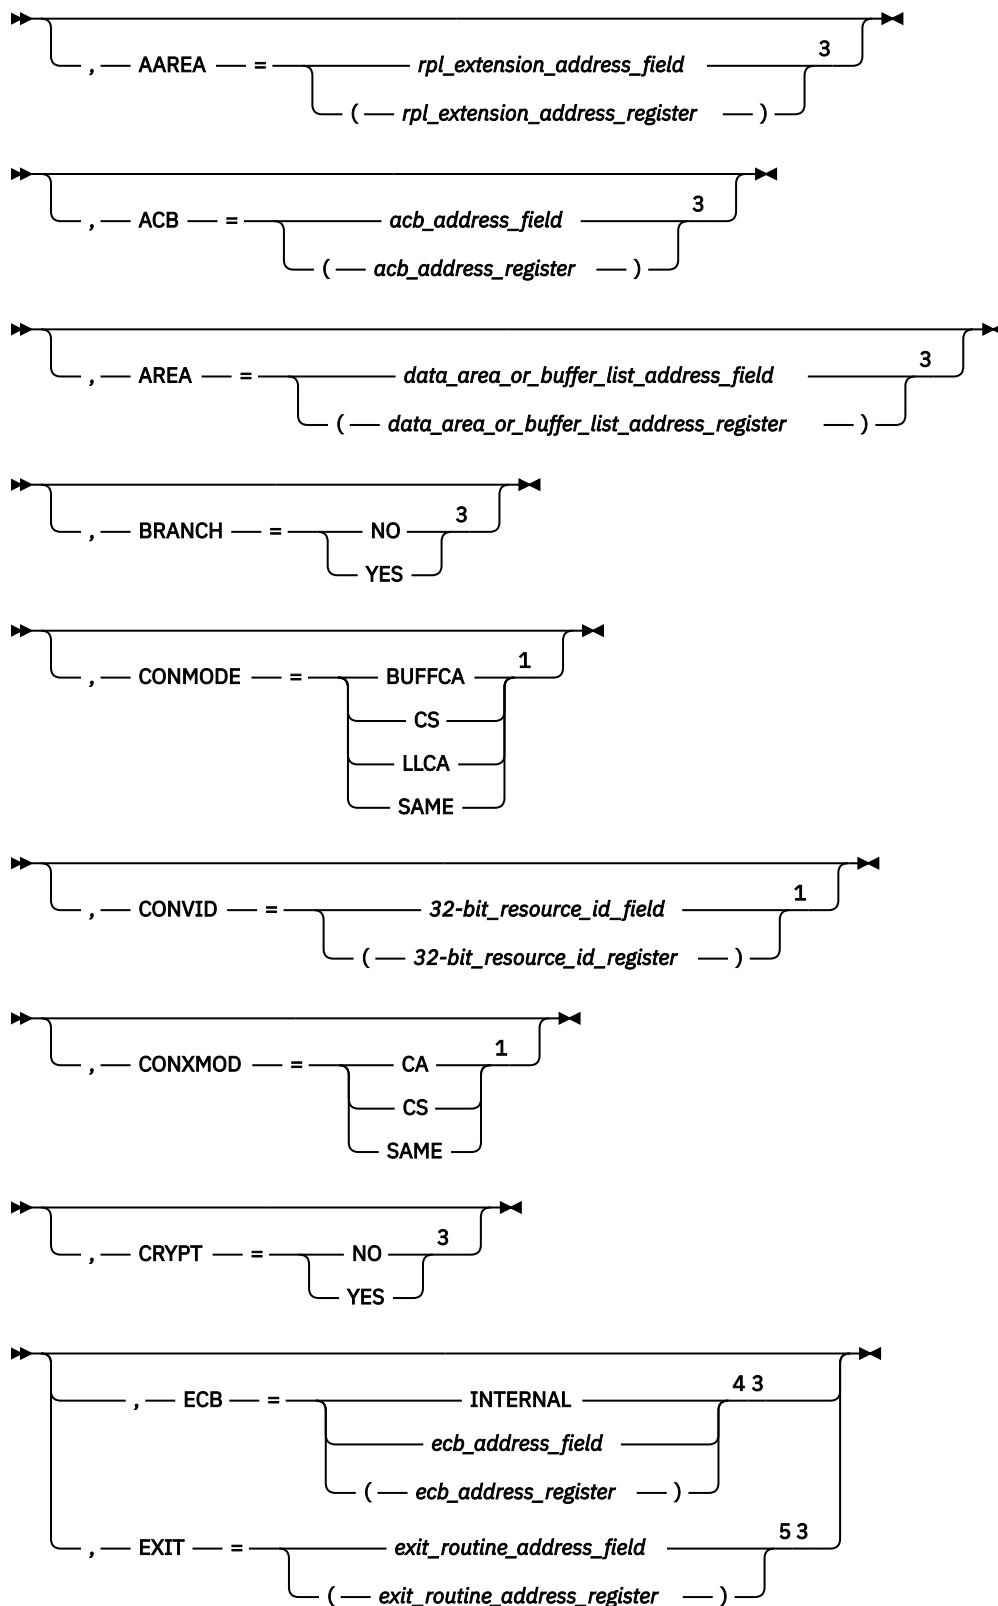 3
, AAREA = rpl_extension_address_field
( rpl_extension_address_register )
3
, ACB = acb_address_field
( acb_address_register )
3
, AREA = data_area_or_buffer_list_address_field
( data_area_or_buffer_list_address_register )
3
, BRANCH = NO
YES
1
, CONMODE = BUFFCA
CS
LLCA
SAME
1
, CONVID = 32-bit_resource_id_field
( 32-bit_resource_id_register )
1
, CONXMOD = CA
CS
SAME
3
, CRYPT = NO
YES
4 3
, ECB = INTERNAL
ecb_address_field
( ecb_address_register )
5 3
, EXIT = exit_routine_address_field
( exit_routine_address_register )